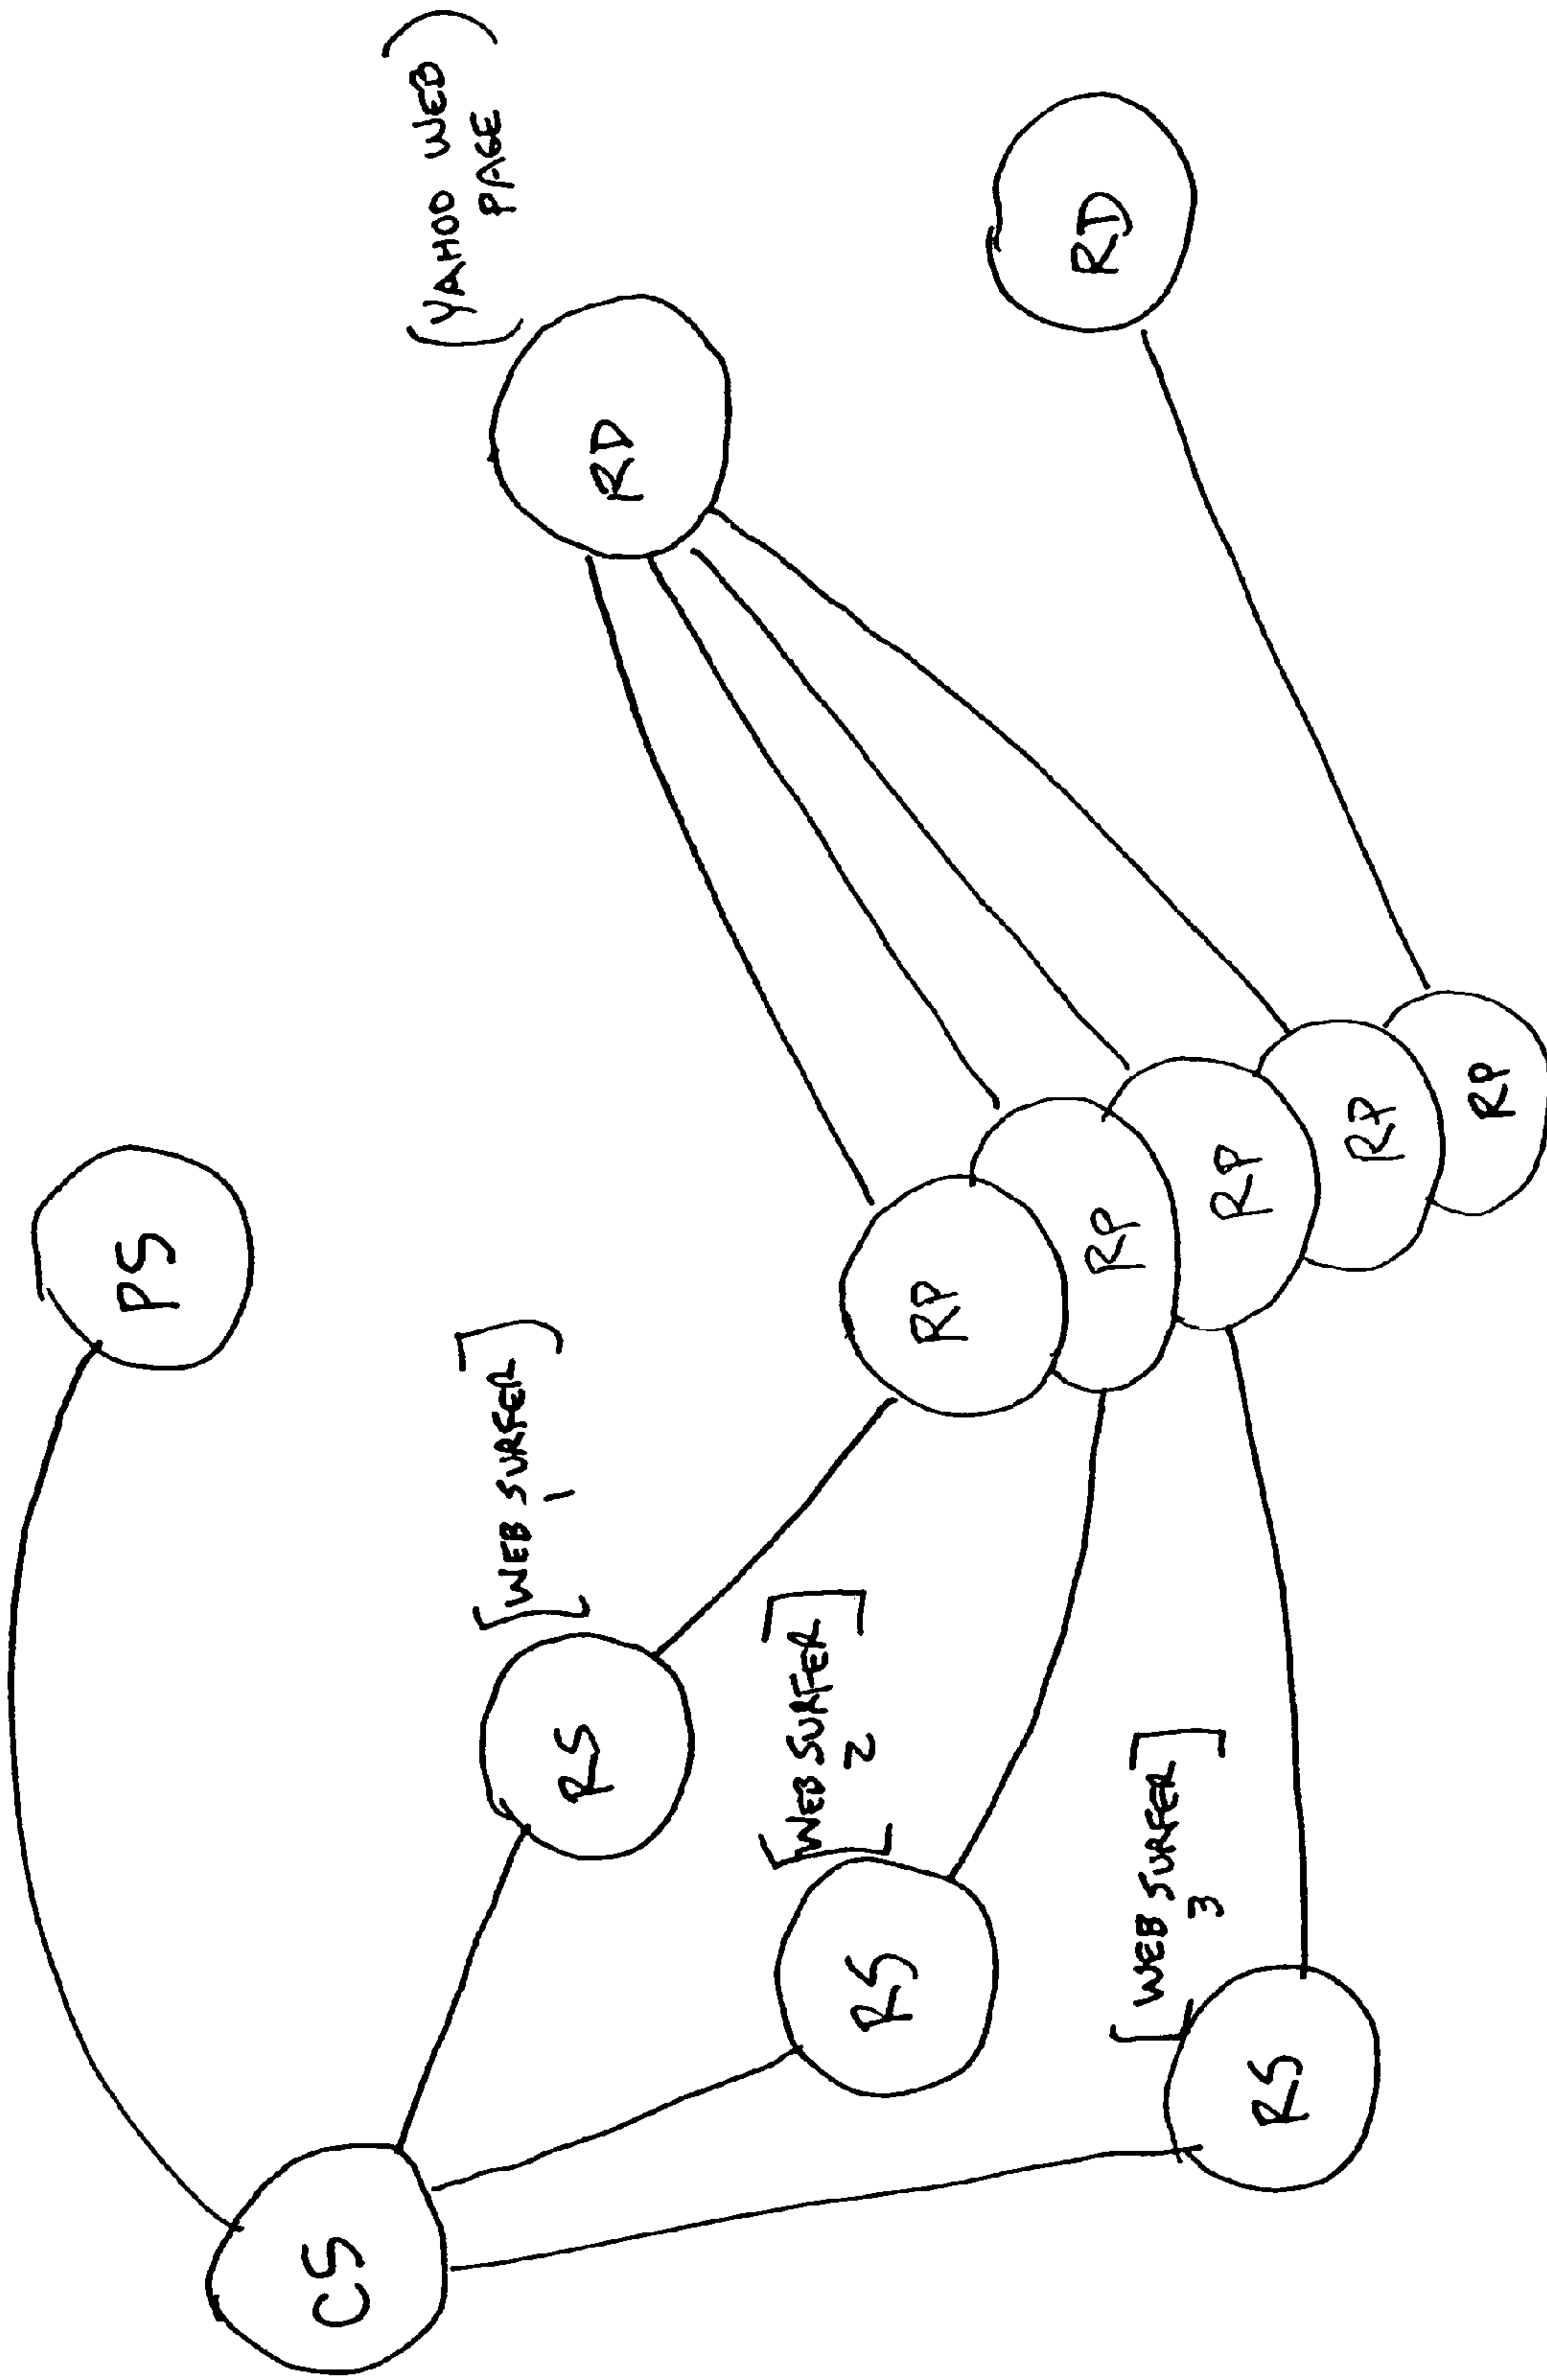 PS
CS
(YAHOO WEB
PAGE)
[WEB SURFER]
1
RS
RD
[WEB SURFER]
2
RS
RP
RD
RP
[WEB SURFER]
3
RP
RS
RP
RP